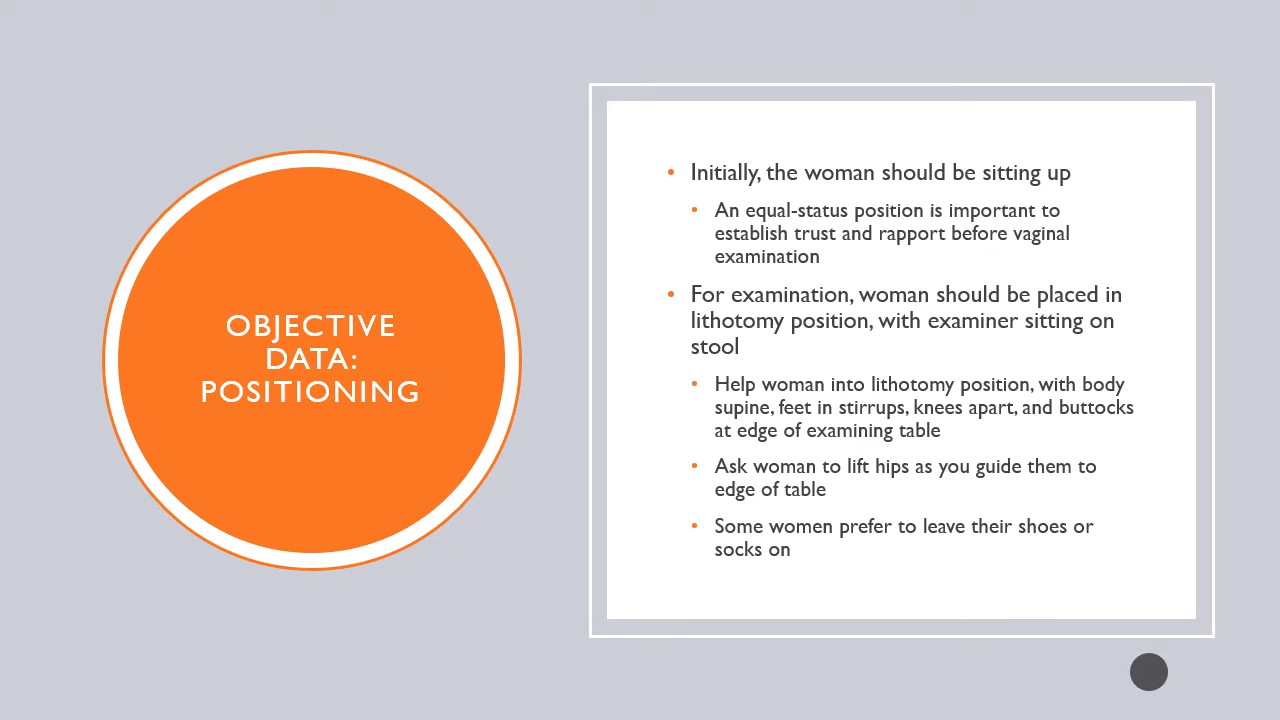 OBJECTIVE
DATA:
POSITIONING
• Initially, the woman should be sitting up
• An equal-status position is important to
establish trust and rapport before vaginal
examination
• For examination, woman should be placed in
lithotomy position, with examiner sitting on
stool
• Help woman into lithotomy position, with body
supine, feet in stirrups, knees apart, and buttocks
at edge of examining table
• Ask woman to lift hips as you guide them to
edge of table
• Some women prefer to leave their shoes or
socks on